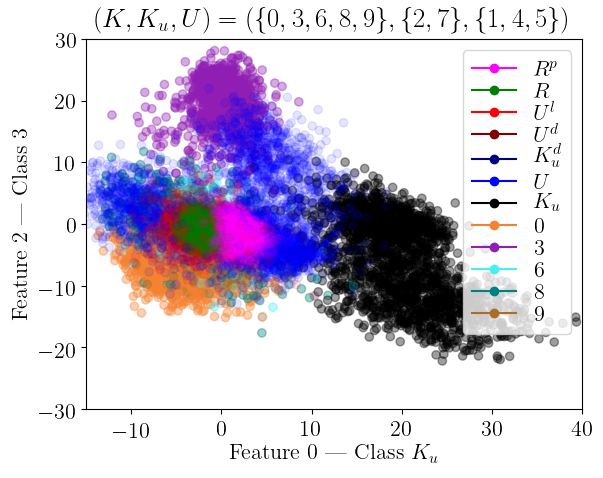 (K, K_u, U) = ({0, 3, 6, 8, 9}, {2, 7}, {1, 4, 5})
30
20
10
0
−10
−20
−30
Feature 2 — Class 3
R^p
R
U^l
U^d
K_u^d
U
K_u
0
3
6
8
9
−10
0
10
20
30
40
Feature 0 — Class K_u